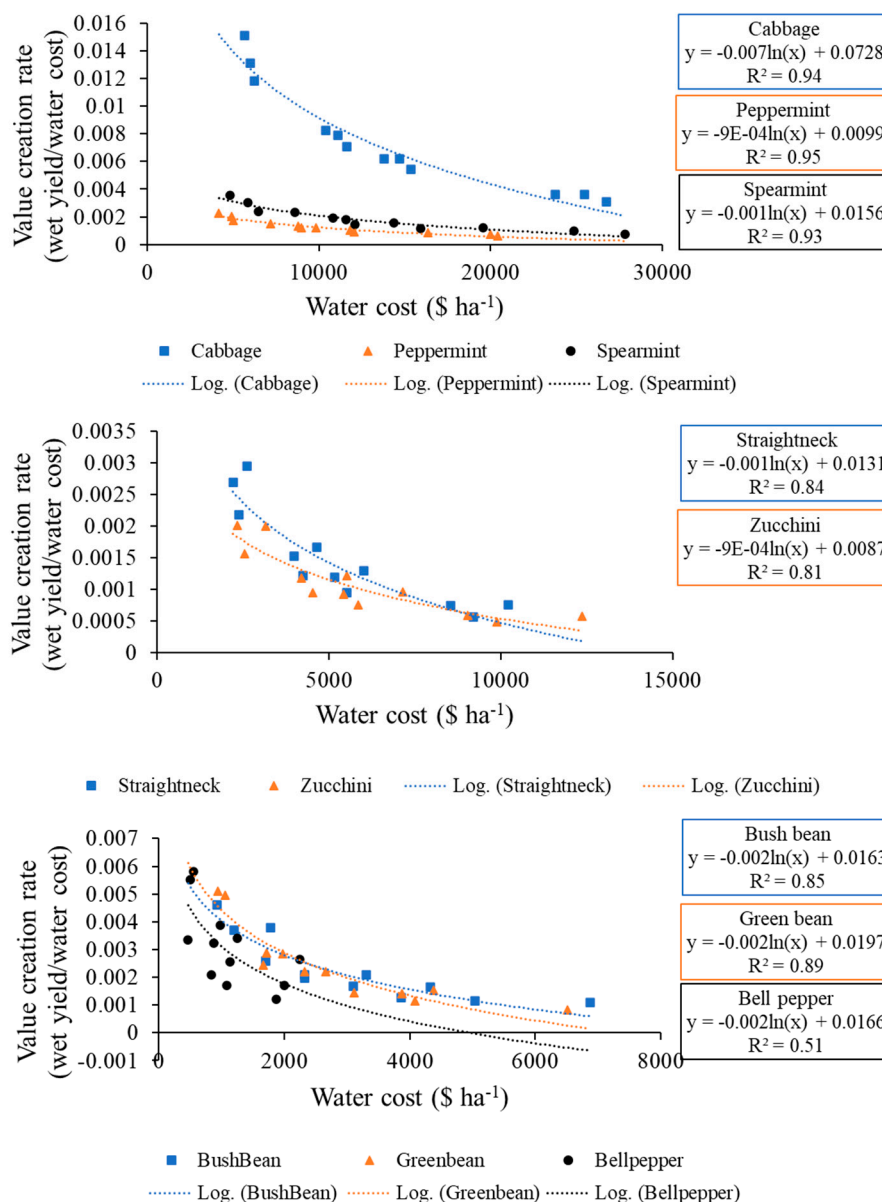 0.016
0.016
0.012
0.008
0.004
0.002
0
Value creation rate
(wet yield/water cost)
0 10000 20000 30000
Water cost ($ ha⁻¹)
Cabbage
y = -0.007ln(x) + 0.0728
R² = 0.94
Peppermint
y = -9E-04ln(x) + 0.0099
R² = 0.95
Spearmint
y = -0.001ln(x) + 0.0156
R² = 0.93
Cabbage Peppermint Spearmint
Log. (Cabbage) Log. (Peppermint) Log. (Spearmint)
0.0035
0.003
0.0025
0.002
0.0015
0.001
0.0005
0
Value creation rate
(wet yield/water cost)
0 5000 10000 15000
Water cost ($ ha⁻¹)
Straightneck
y = -0.001ln(x) + 0.0131
R² = 0.84
Zucchini
y = -9E-04ln(x) + 0.0087
R² = 0.81
Straightneck Zucchini Log. (Straightneck) Log. (Zucchini)
0.007
0.006
0.005
0.004
0.003
0.002
0.001
0
-0.001
Value creation rate
(wet yield/water cost)
0 2000 4000 6000 8000
Water cost ($ ha⁻¹)
Bush bean
y = -0.002ln(x) + 0.0163
R² = 0.85
Green bean
y = -0.002ln(x) + 0.0197
R² = 0.89
Bell pepper
y = -0.002ln(x) + 0.0166
R² = 0.51
BushBean Greenbean Bellpepper
Log. (BushBean) Log. (Greenbean) Log. (Bellpepper)